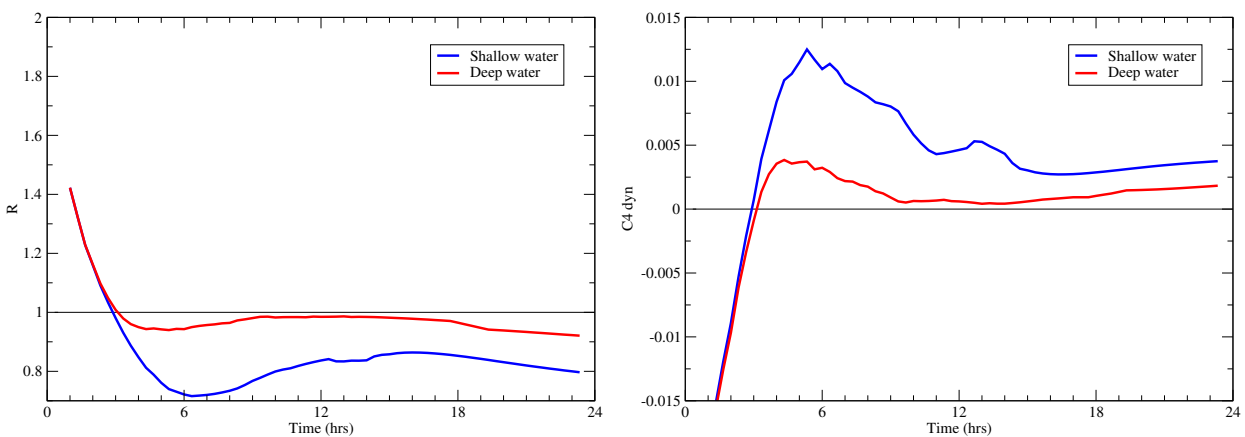 2
1.8
1.6
1.4
1.2
1
0.8
R
0 6 12 18 24
Time (hrs)
Shallow water
Deep water
0.015
0.01
0.005
0
-0.005
-0.01
-0.015
C4 dyn
0 6 12 18 24
Time (hrs)
Shallow water
Deep water